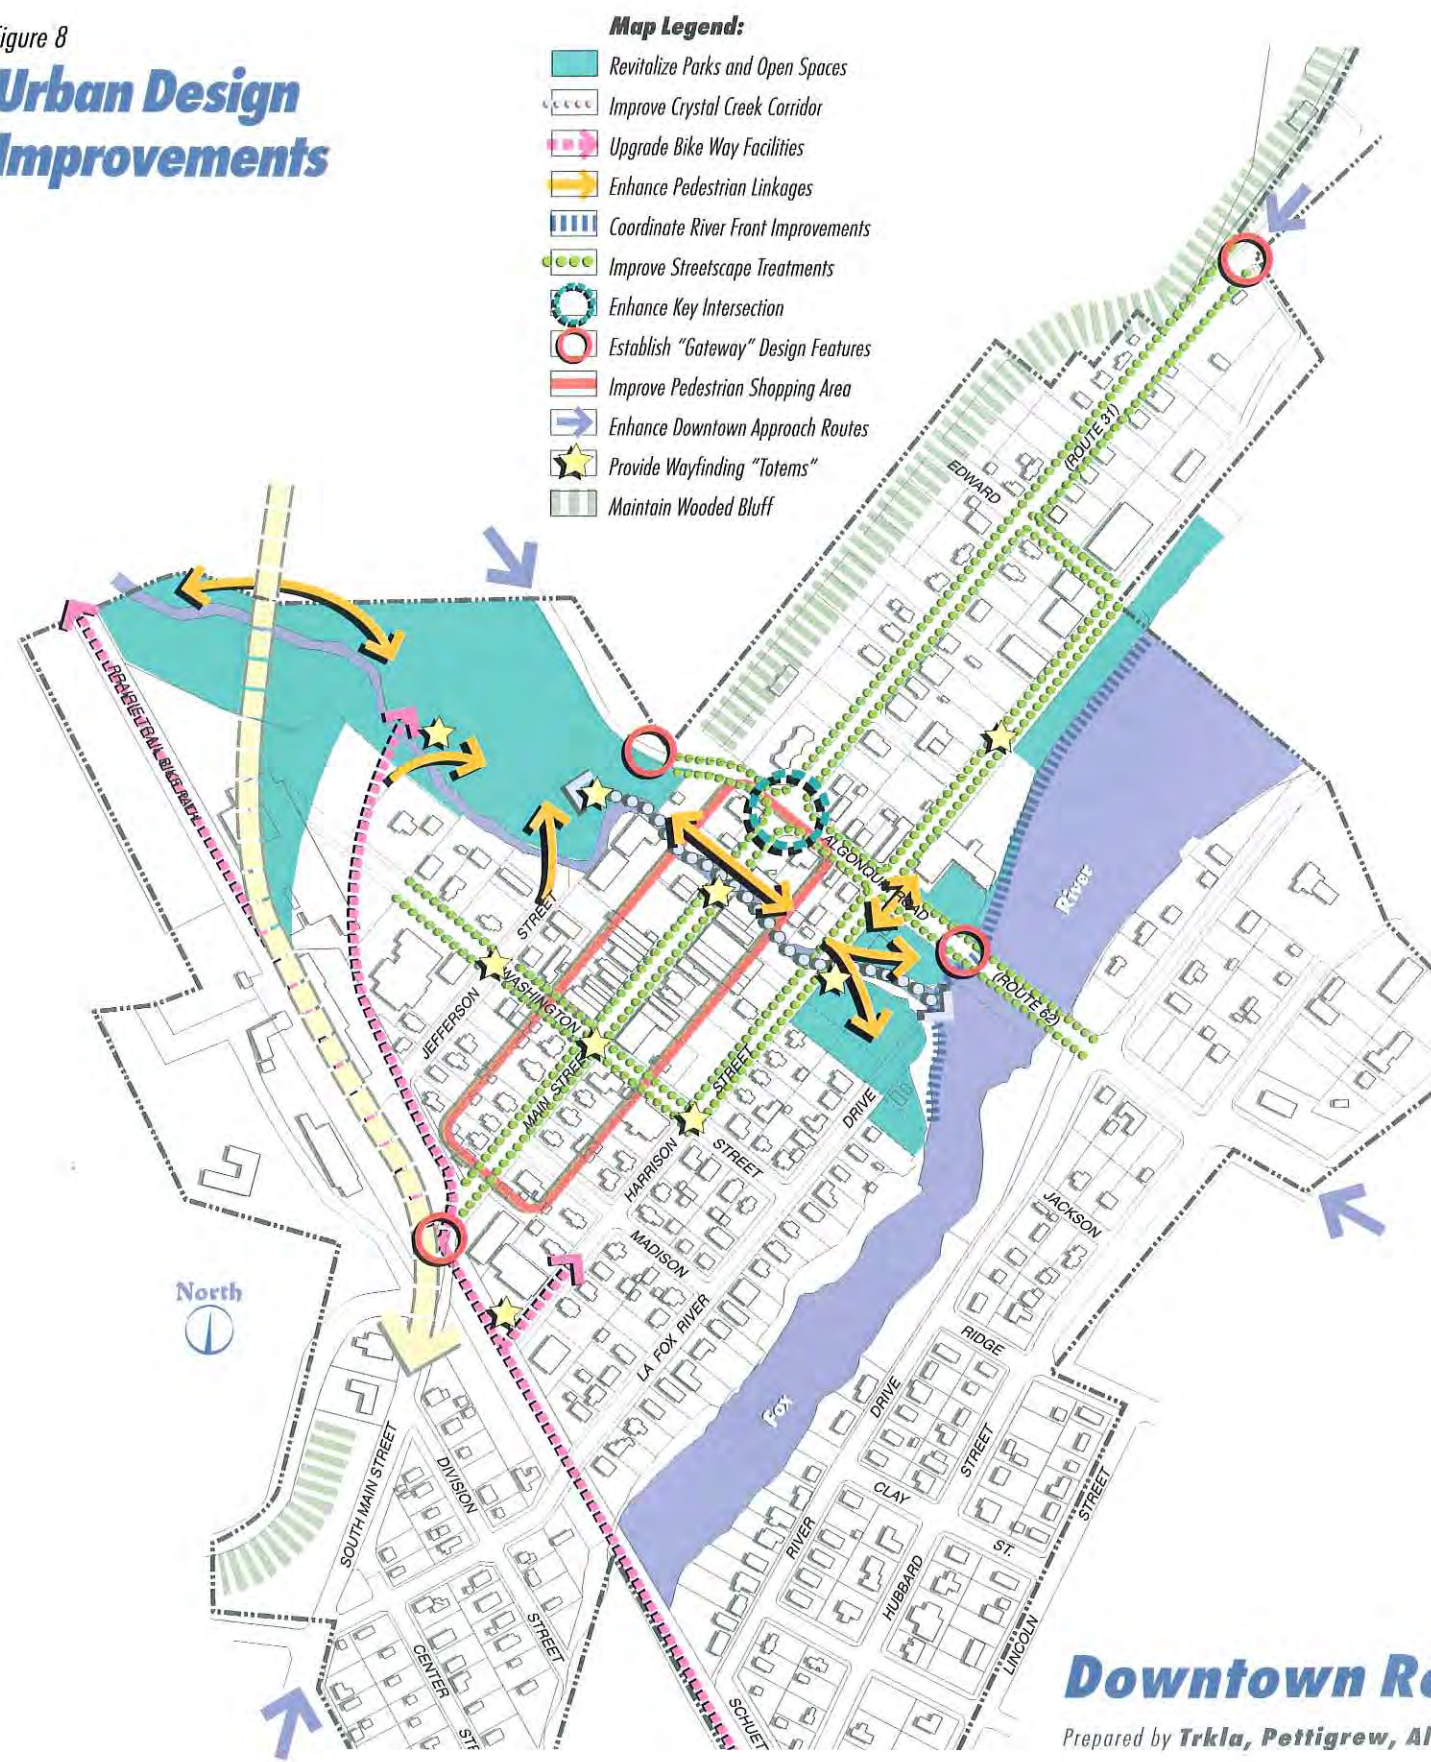 igure 8
Urban Design
Improvements
Map Legend:
Revitalize Parks and Open Spaces
Improve Crystal Creek Corridor
Upgrade Bike Way Facilities
Enhance Pedestrian Linkages
Coordinate River Front Improvements
Improve Streetscape Treatments
Enhance Key Intersection
Establish "Gateway" Design Features
Improve Pedestrian Shopping Area
Enhance Downtown Approach Routes
Provide Wayfinding "Totems"
Maintain Wooded Bluff
(ROUTE 31)
EDWARD
PRAIRIE TRAIL BIKE PATH
ALGONQUIN ROAD
River
STREET
(ROUTE 62)
WASHINGTON
JEFFERSON
MAIN STREET
STREET
DRIVE
HARRISON
STREET
JACKSON
MADISON
North
LA FOX RIVER
RIDGE
Fox
DRIVE
STREET
STREET
SOUTH MAIN STREET
DIVISION
CLAY
RIVER
ST.
HUBBARD
STREET
LINCOLN
CENTER
SCHUET
STR
Downtown R
Prepared by Trkla, Pettigrew, Al